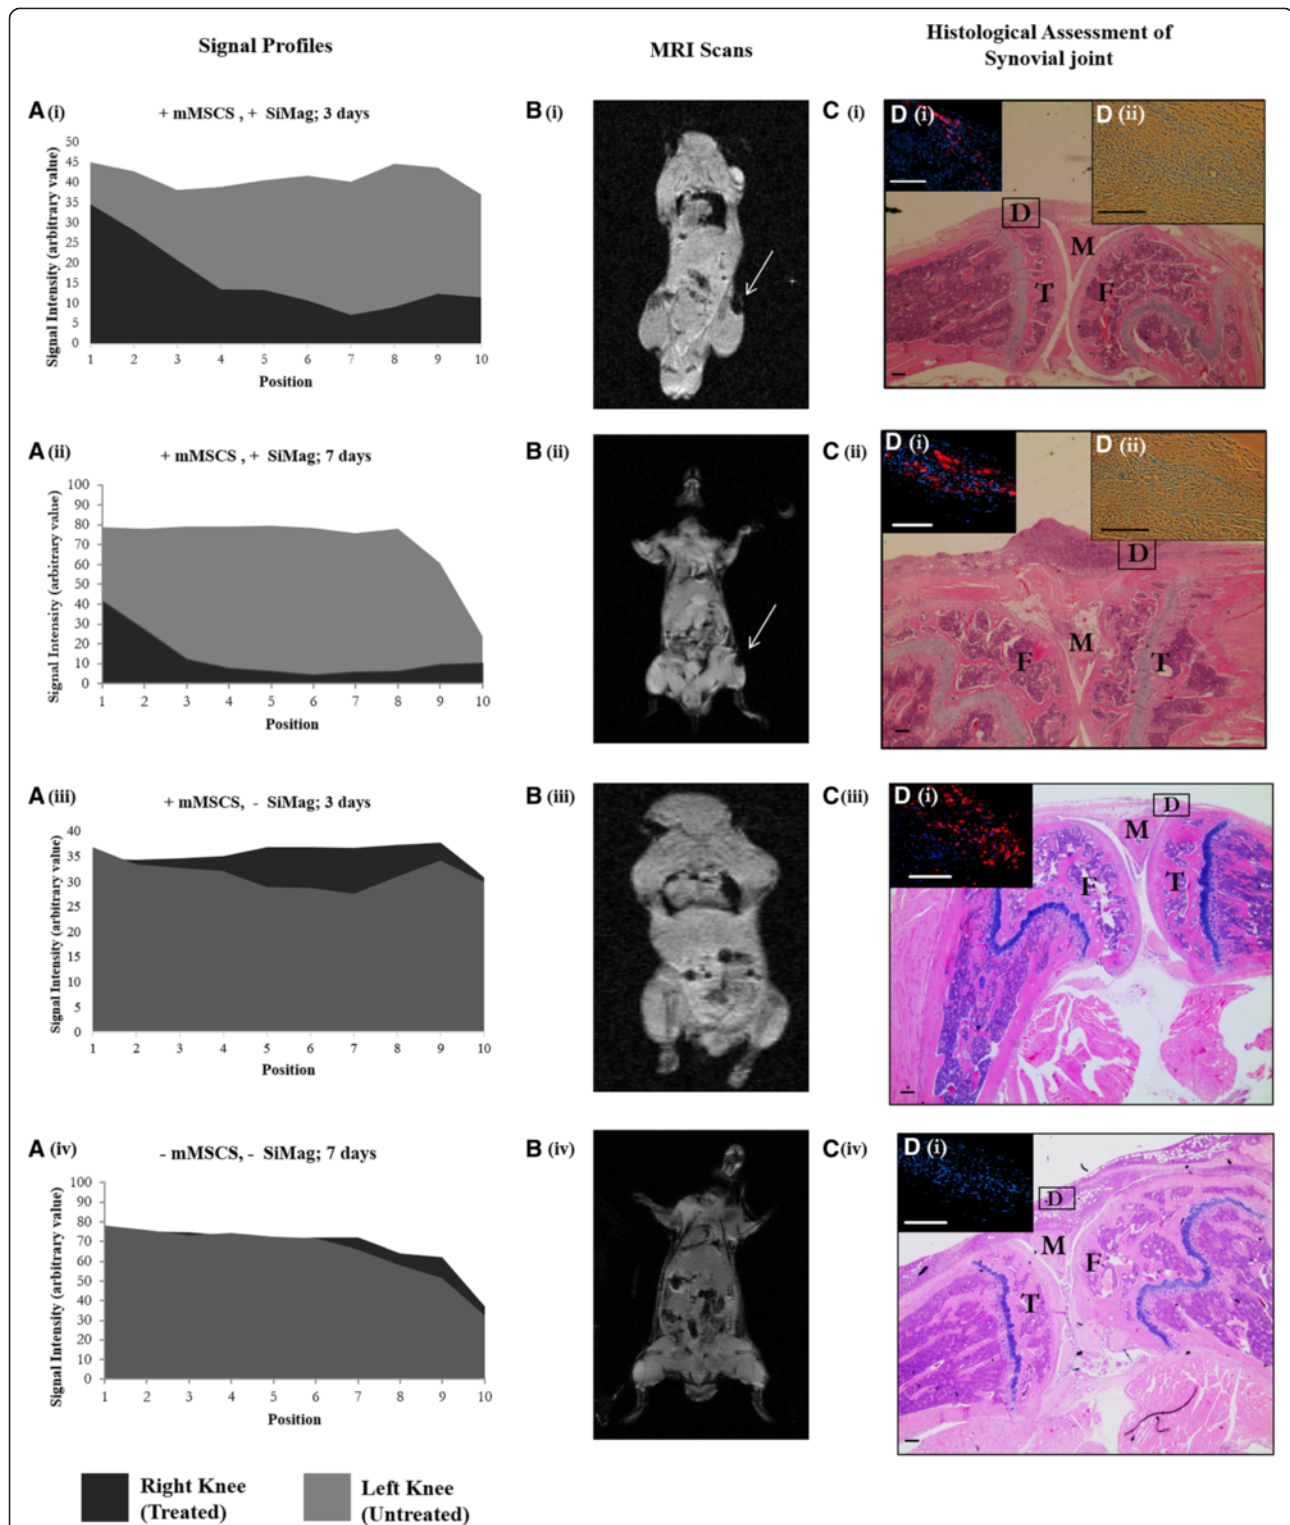 Signal Profiles
MRI Scans
Histological Assessment of
Synovial joint
A (i)
+ mMSCS , + SiMag; 3 days
Signal Intensity (arbitrary value)
50
45
40
35
30
25
20
15
10
5
0
1 2 3 4 5 6 7 8 9 10
Position
B (i)
C (i)
D (i)
D (ii)
D
M
T
F
A (ii)
+ mMSCS , + SiMag; 7 days
Signal Intensity (arbitrary value)
100
90
80
70
60
50
40
30
20
10
0
1 2 3 4 5 6 7 8 9 10
Position
B (ii)
C (ii)
D (i)
D (ii)
D
F
M
T
A (iii)
+ mMSCS, - SiMag; 3 days
Signal Intensity (arbitrary value)
40
35
30
25
20
15
10
5
0
1 2 3 4 5 6 7 8 9 10
Position
B (iii)
C(iii)
D (i)
D
M
F
T
A (iv)
- mMSCS, - SiMag; 7 days
Signal Intensity (arbitrary value)
100
90
80
70
60
50
40
30
20
10
0
1 2 3 4 5 6 7 8 9 10
Position
B (iv)
C(iv)
D (i)
D
M
F
T
Right Knee
(Treated)
Left Knee
(Untreated)